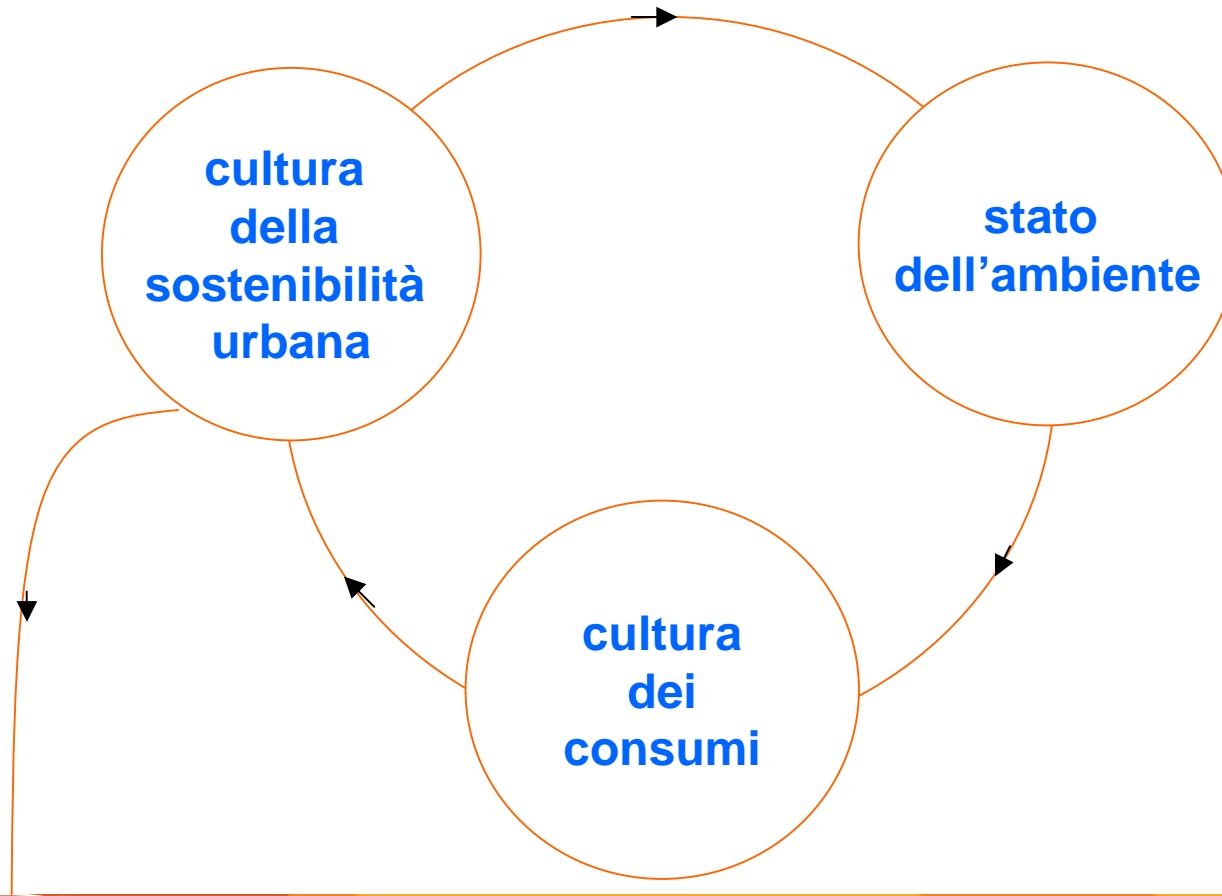 cultura
della
sostenibilità
urbana
stato
dell’ambiente
cultura
dei
consumi